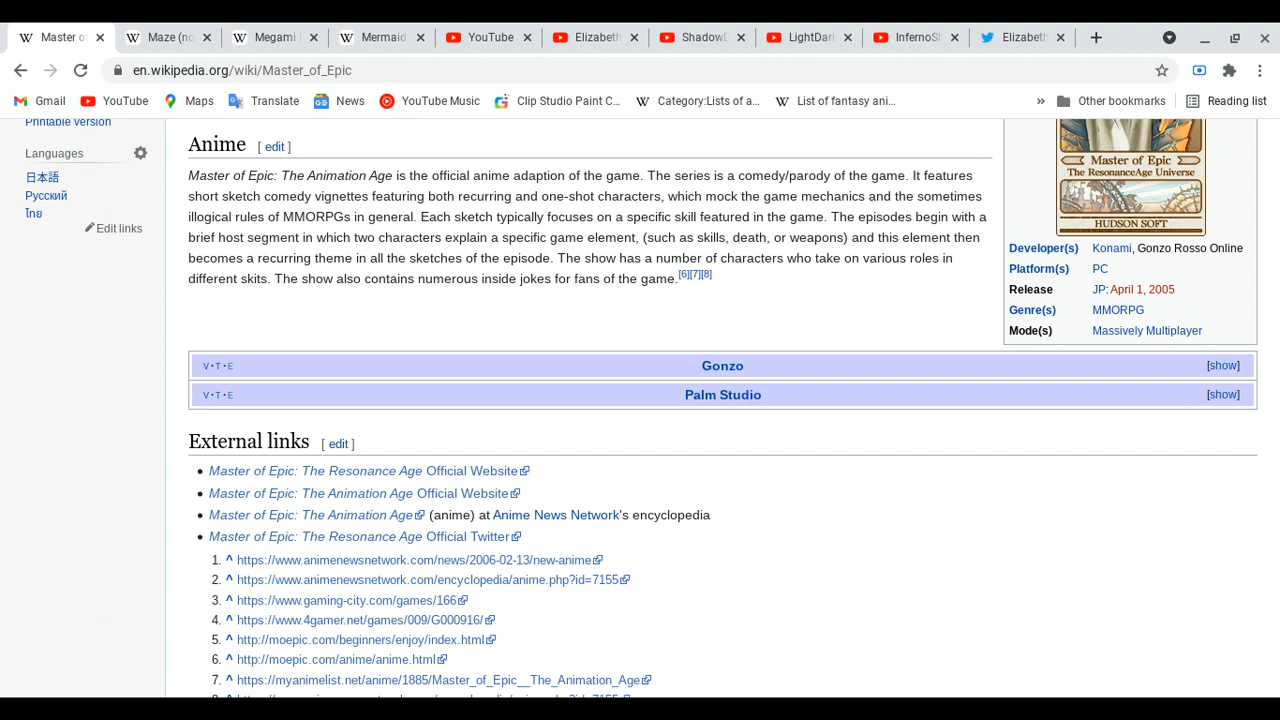 Master of
Maze (no
Megami
Mermaid
YouTube
Elizabeth
ShadowD
LightDark
InfernoSh
Elizabeth
en.wikipedia.org/wiki/Master_of_Epic
Gmail
YouTube
Maps
Translate
News
YouTube Music
Clip Studio Paint C...
Category:Lists of a...
List of fantasy ani...
»
Other bookmarks
Reading list
Printable version
Languages
日本語
Русский
ไทย
Edit links
Anime [ edit ]
Master of Epic: The Animation Age is the official anime adaption of the game. The series is a comedy/parody of the game. It features
short sketch comedy vignettes featuring both recurring and one-shot characters, which mock the game mechanics and the sometimes
illogical rules of MMORPGs in general. Each sketch typically focuses on a specific skill featured in the game. The episodes begin with a
brief host segment in which two characters explain a specific game element, (such as skills, death, or weapons) and this element then
becomes a recurring theme in all the sketches of the episode. The show has a number of characters who take on various roles in
different skits. The show also contains numerous inside jokes for fans of the game.[6][7][8]
Master of Epic
The ResonanceAge Universe
HUDSON SOFT
Developer(s) Konami, Gonzo Rosso Online
Platform(s) PC
Release JP: April 1, 2005
Genre(s) MMORPG
Mode(s) Massively Multiplayer
V·T·E Gonzo [show]
V·T·E Palm Studio [show]
External links [ edit ]
• Master of Epic: The Resonance Age Official Website
• Master of Epic: The Animation Age Official Website
• Master of Epic: The Animation Age (anime) at Anime News Network's encyclopedia
• Master of Epic: The Resonance Age Official Twitter
1. ^ https://www.animenewsnetwork.com/news/2006-02-13/new-anime
2. ^ https://www.animenewsnetwork.com/encyclopedia/anime.php?id=7155
3. ^ https://www.gaming-city.com/games/166
4. ^ https://www.4gamer.net/games/009/G000916/
5. ^ http://moepic.com/beginners/enjoy/index.html
6. ^ http://moepic.com/anime/anime.html
7. ^ https://myanimelist.net/anime/1885/Master_of_Epic__The_Animation_Age